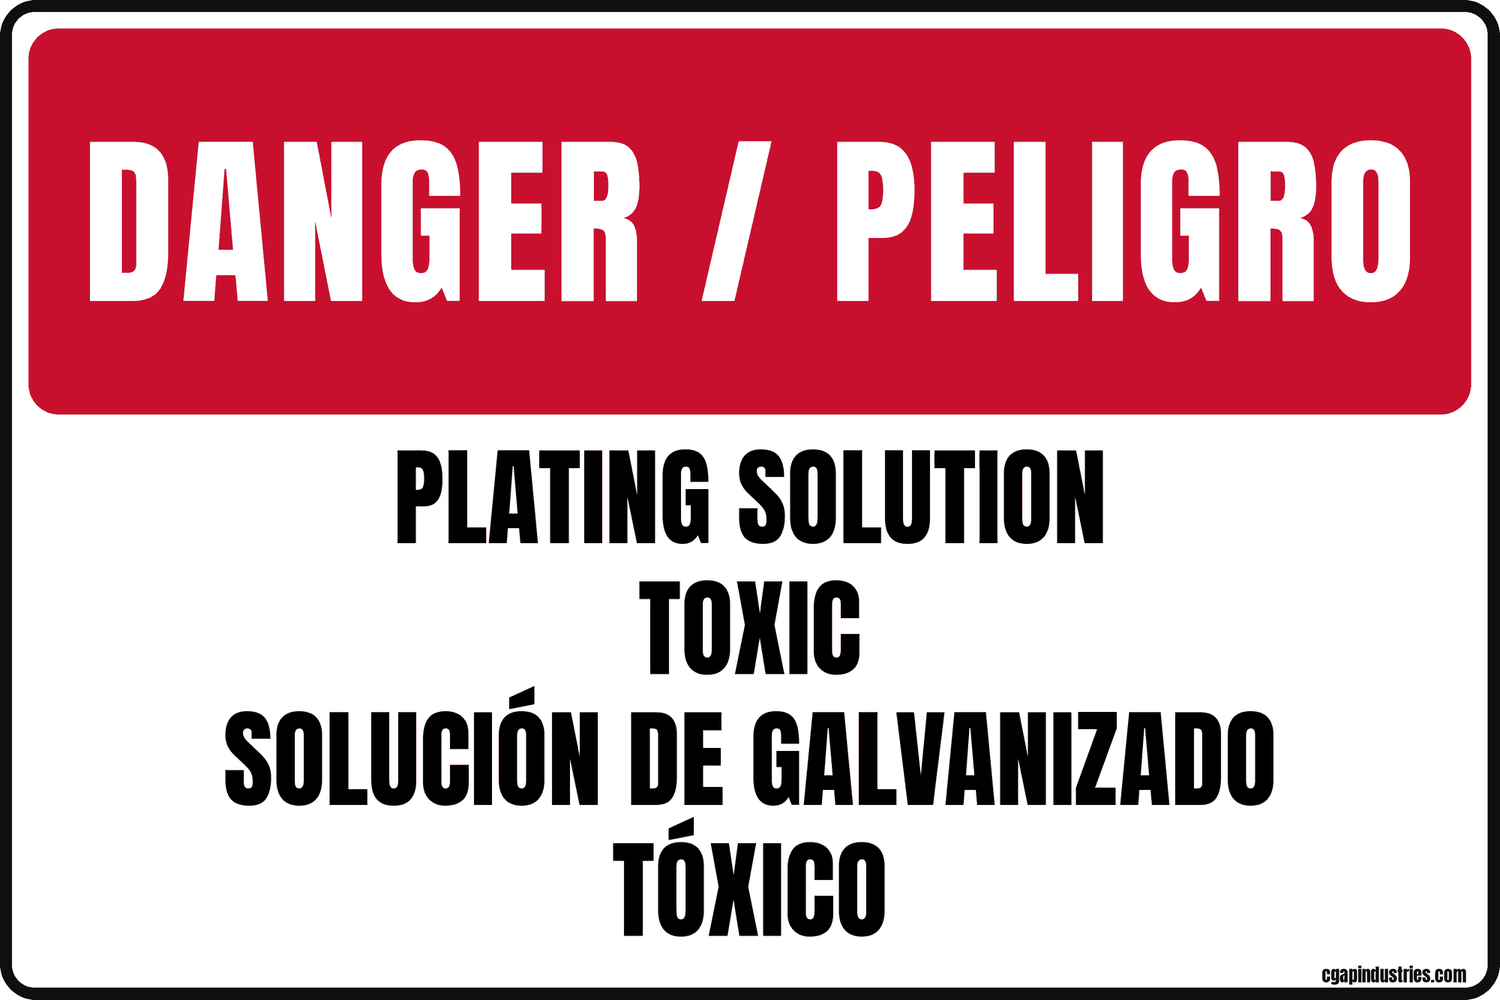 DANGER / PELIGRO
PLATING SOLUTION
TOXIC
SOLUCIÓN DE GALVANIZADO
TÓXICO
cgapindustries.com